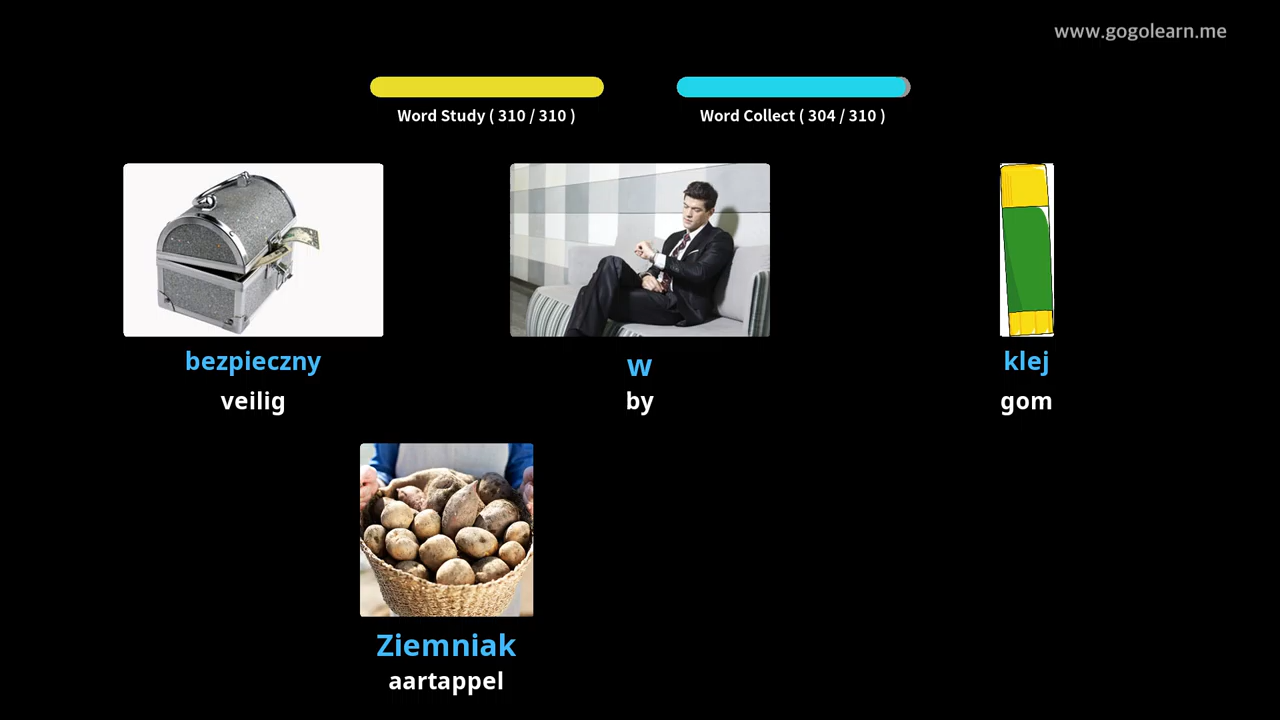 www.gogolearn.me
Word Study ( 310 / 310 )
Word Collect ( 304 / 310 )
bezpieczny
veilig
w
by
klej
gom
Ziemniak
aartappel